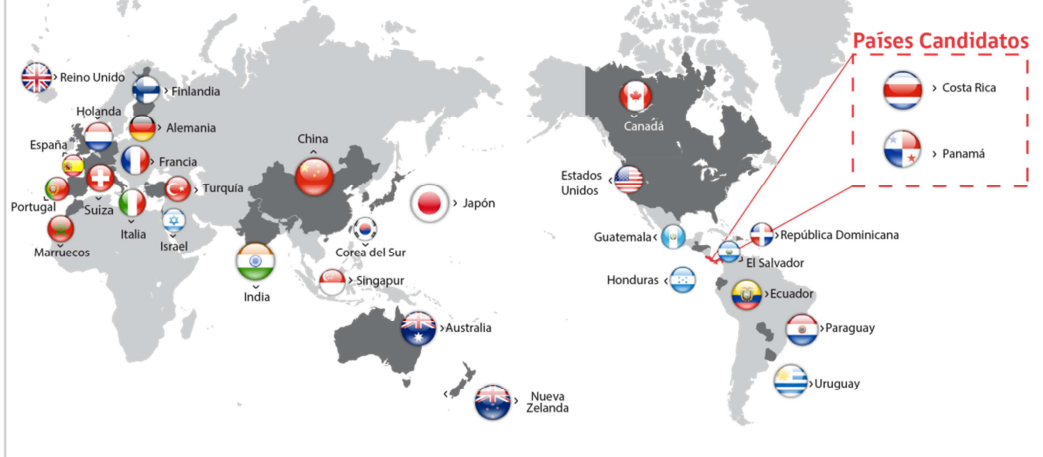 Países Candidatos
Costa Rica
Panamá
Reino Unido
Finlandia
Holanda
Alemania
España
Francia
Turquía
Portugal
Suiza
Italia
Israel
Marruecos
China
Japón
Corea del Sur
India
Singapur
Australia
Nueva
Zelanda
Canadá
Estados
Unidos
Guatemala
República Dominicana
El Salvador
Honduras
Ecuador
Paraguay
Uruguay